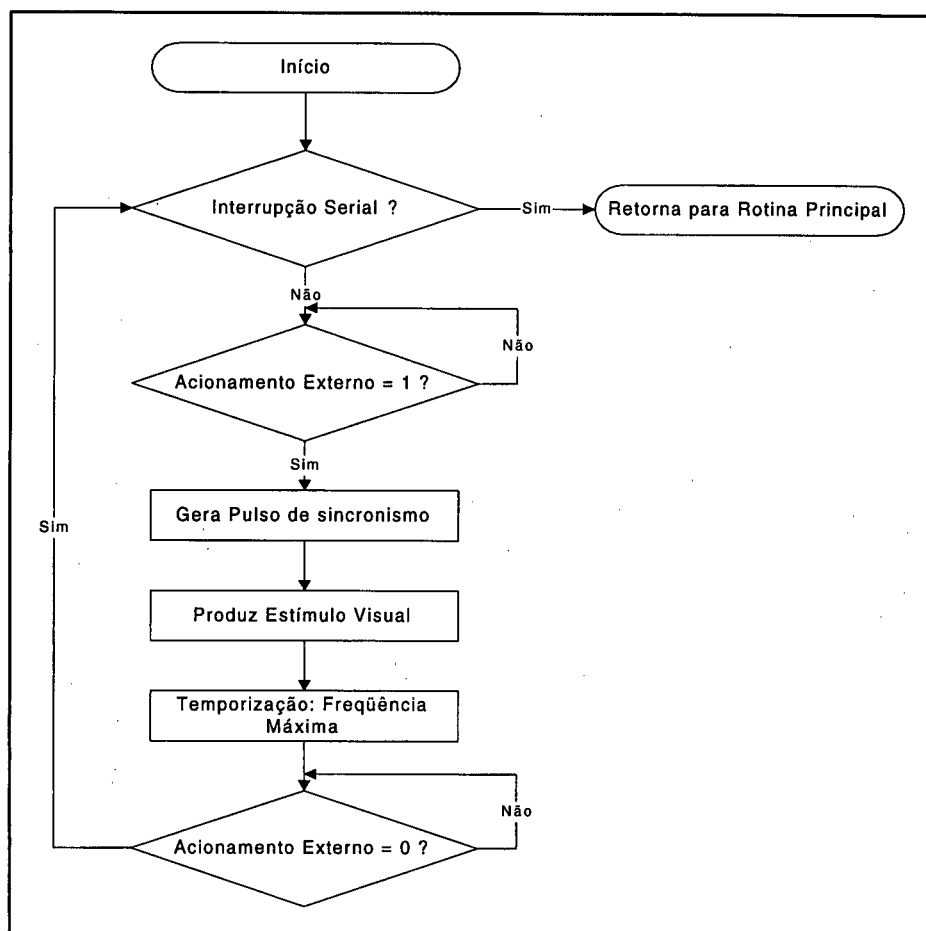 Início
Interrupção Serial ?
Sim
Retorna para Rotina Principal
Não
Não
Acionamento Externo = 1 ?
Sim
Gera Pulso de sincronismo
Sim
Produz Estímulo Visual
Temporização: Freqüência
Máxima
Não
Acionamento Externo = 0 ?